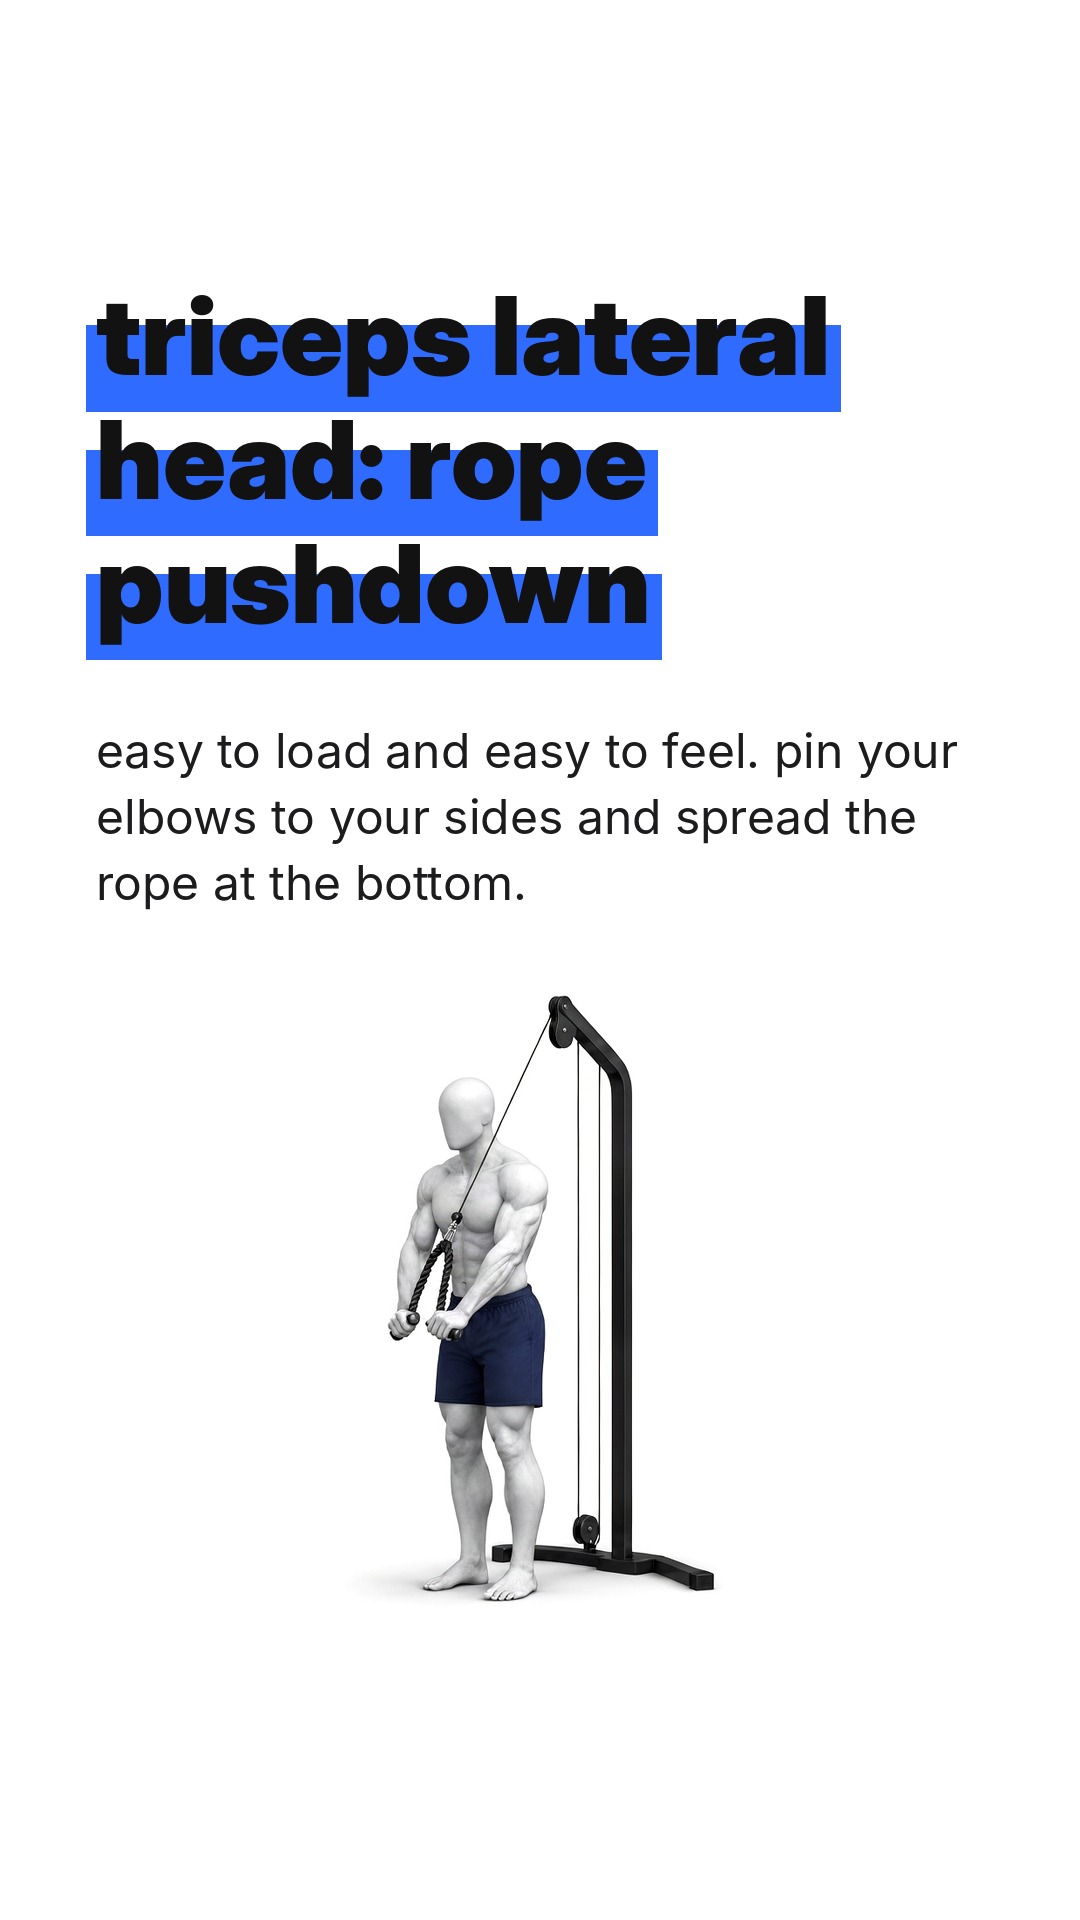 triceps lateral
head: rope
pushdown
easy to load and easy to feel. pin your
elbows to your sides and spread the
rope at the bottom.